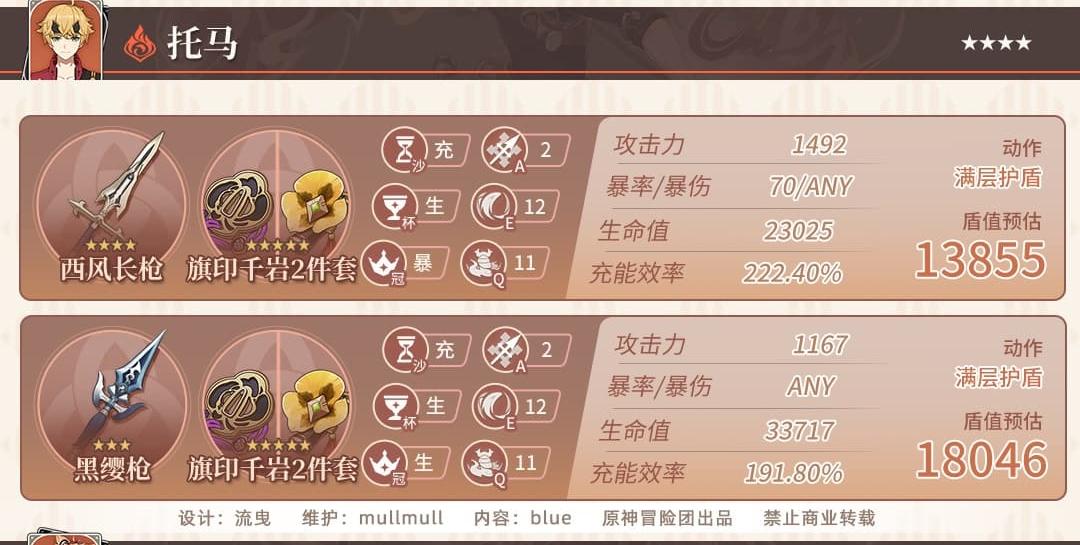 托马
沙 充
A 2
攻击力 1492
动作
满层护盾
杯 生
E 12
暴率/暴伤 70/ANY
生命值 23025
盾值预估
13855
西风长枪
旗印千岩2件套
冠 暴
Q 11
充能效率 222.40%
沙 充
A 2
攻击力 1167
动作
满层护盾
杯 生
E 12
暴率/暴伤 ANY
生命值 33717
盾值预估
18046
黑缨枪
旗印千岩2件套
冠 生
Q 11
充能效率 191.80%
设计：流曳 维护：mullmull 内容：blue 原神冒险团出品 禁止商业转载